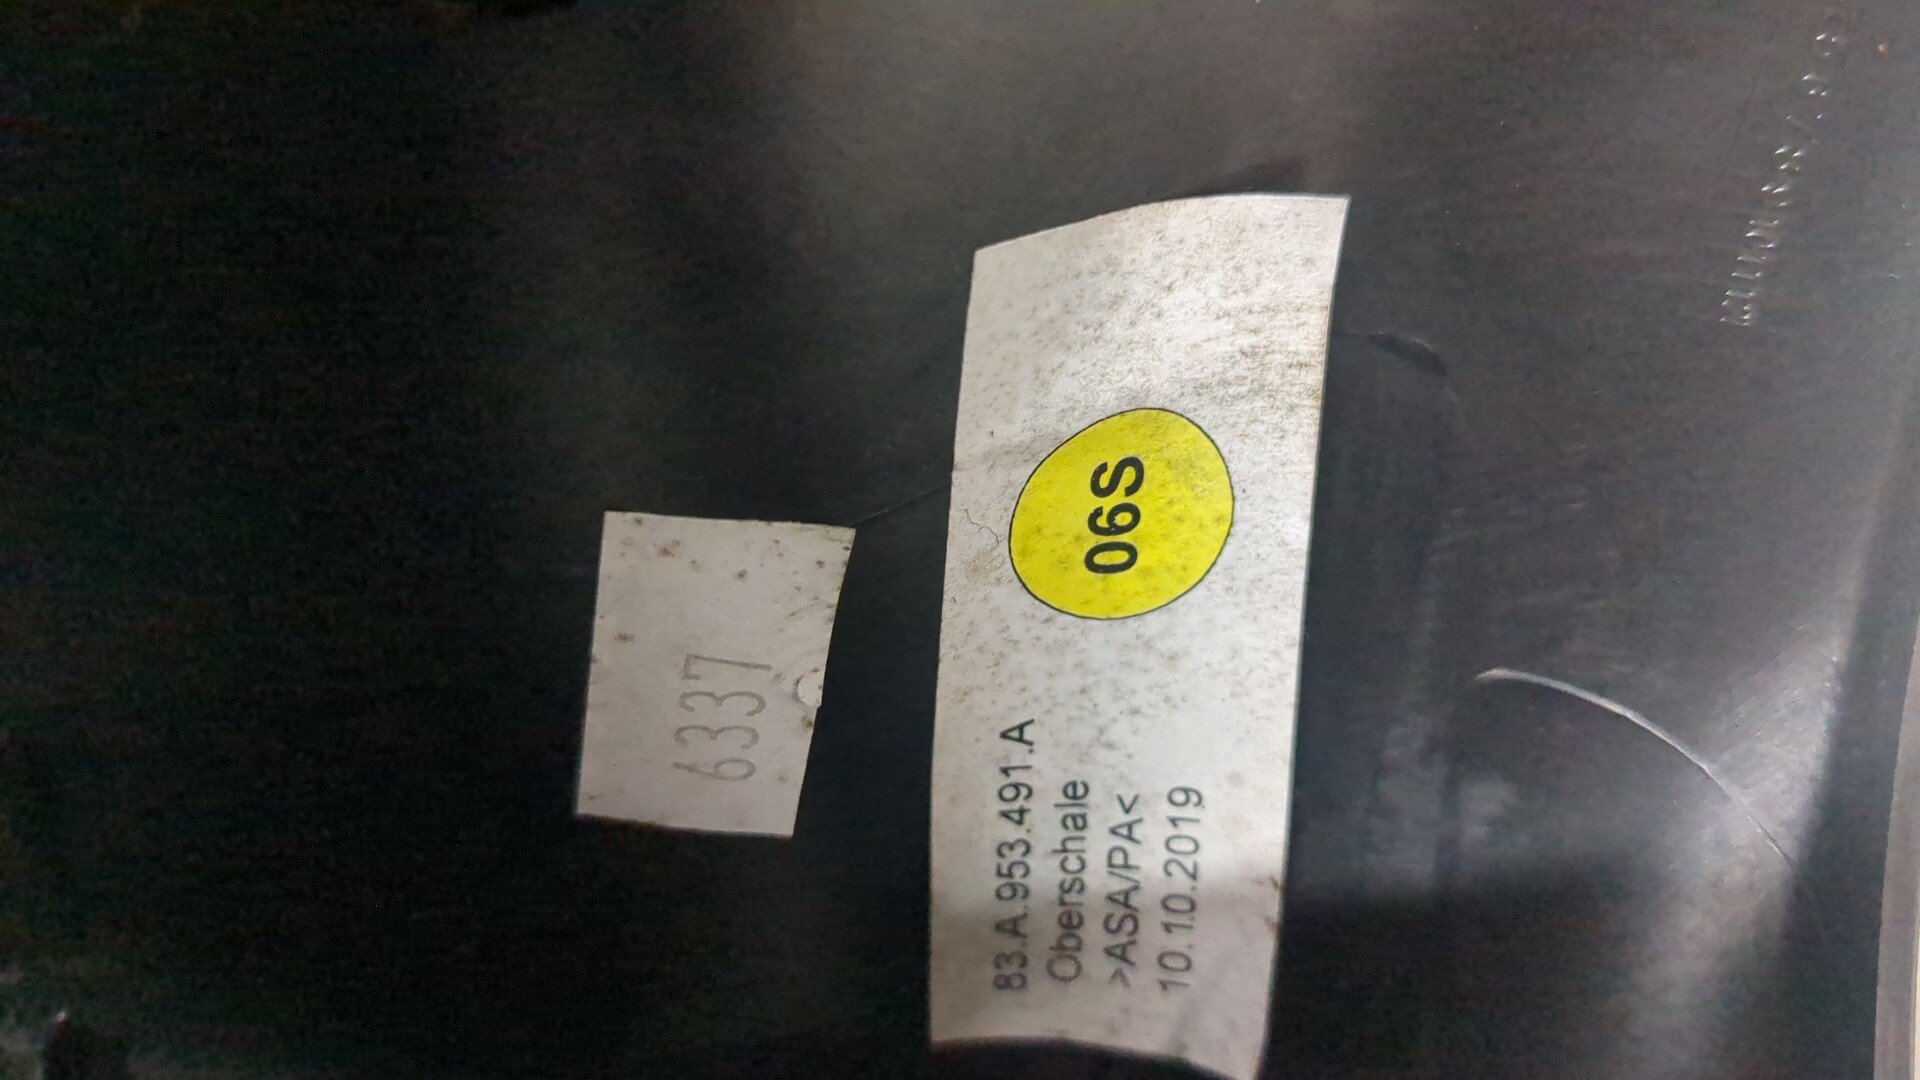 6337
06S
83.A.953.491.A
Oberschale
>ASA/PA<
10.10.2019